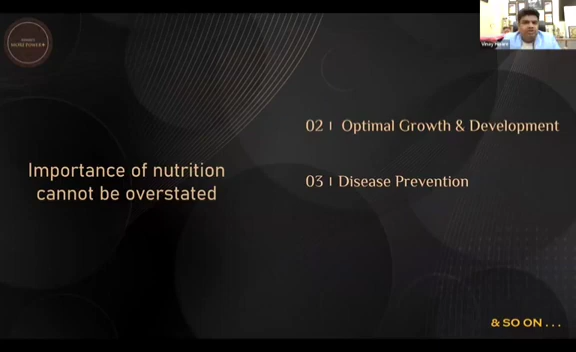 Importance of nutrition
cannot be overstated
02 | Optimal Growth & Development
03 | Disease Prevention
& SO ON . . .